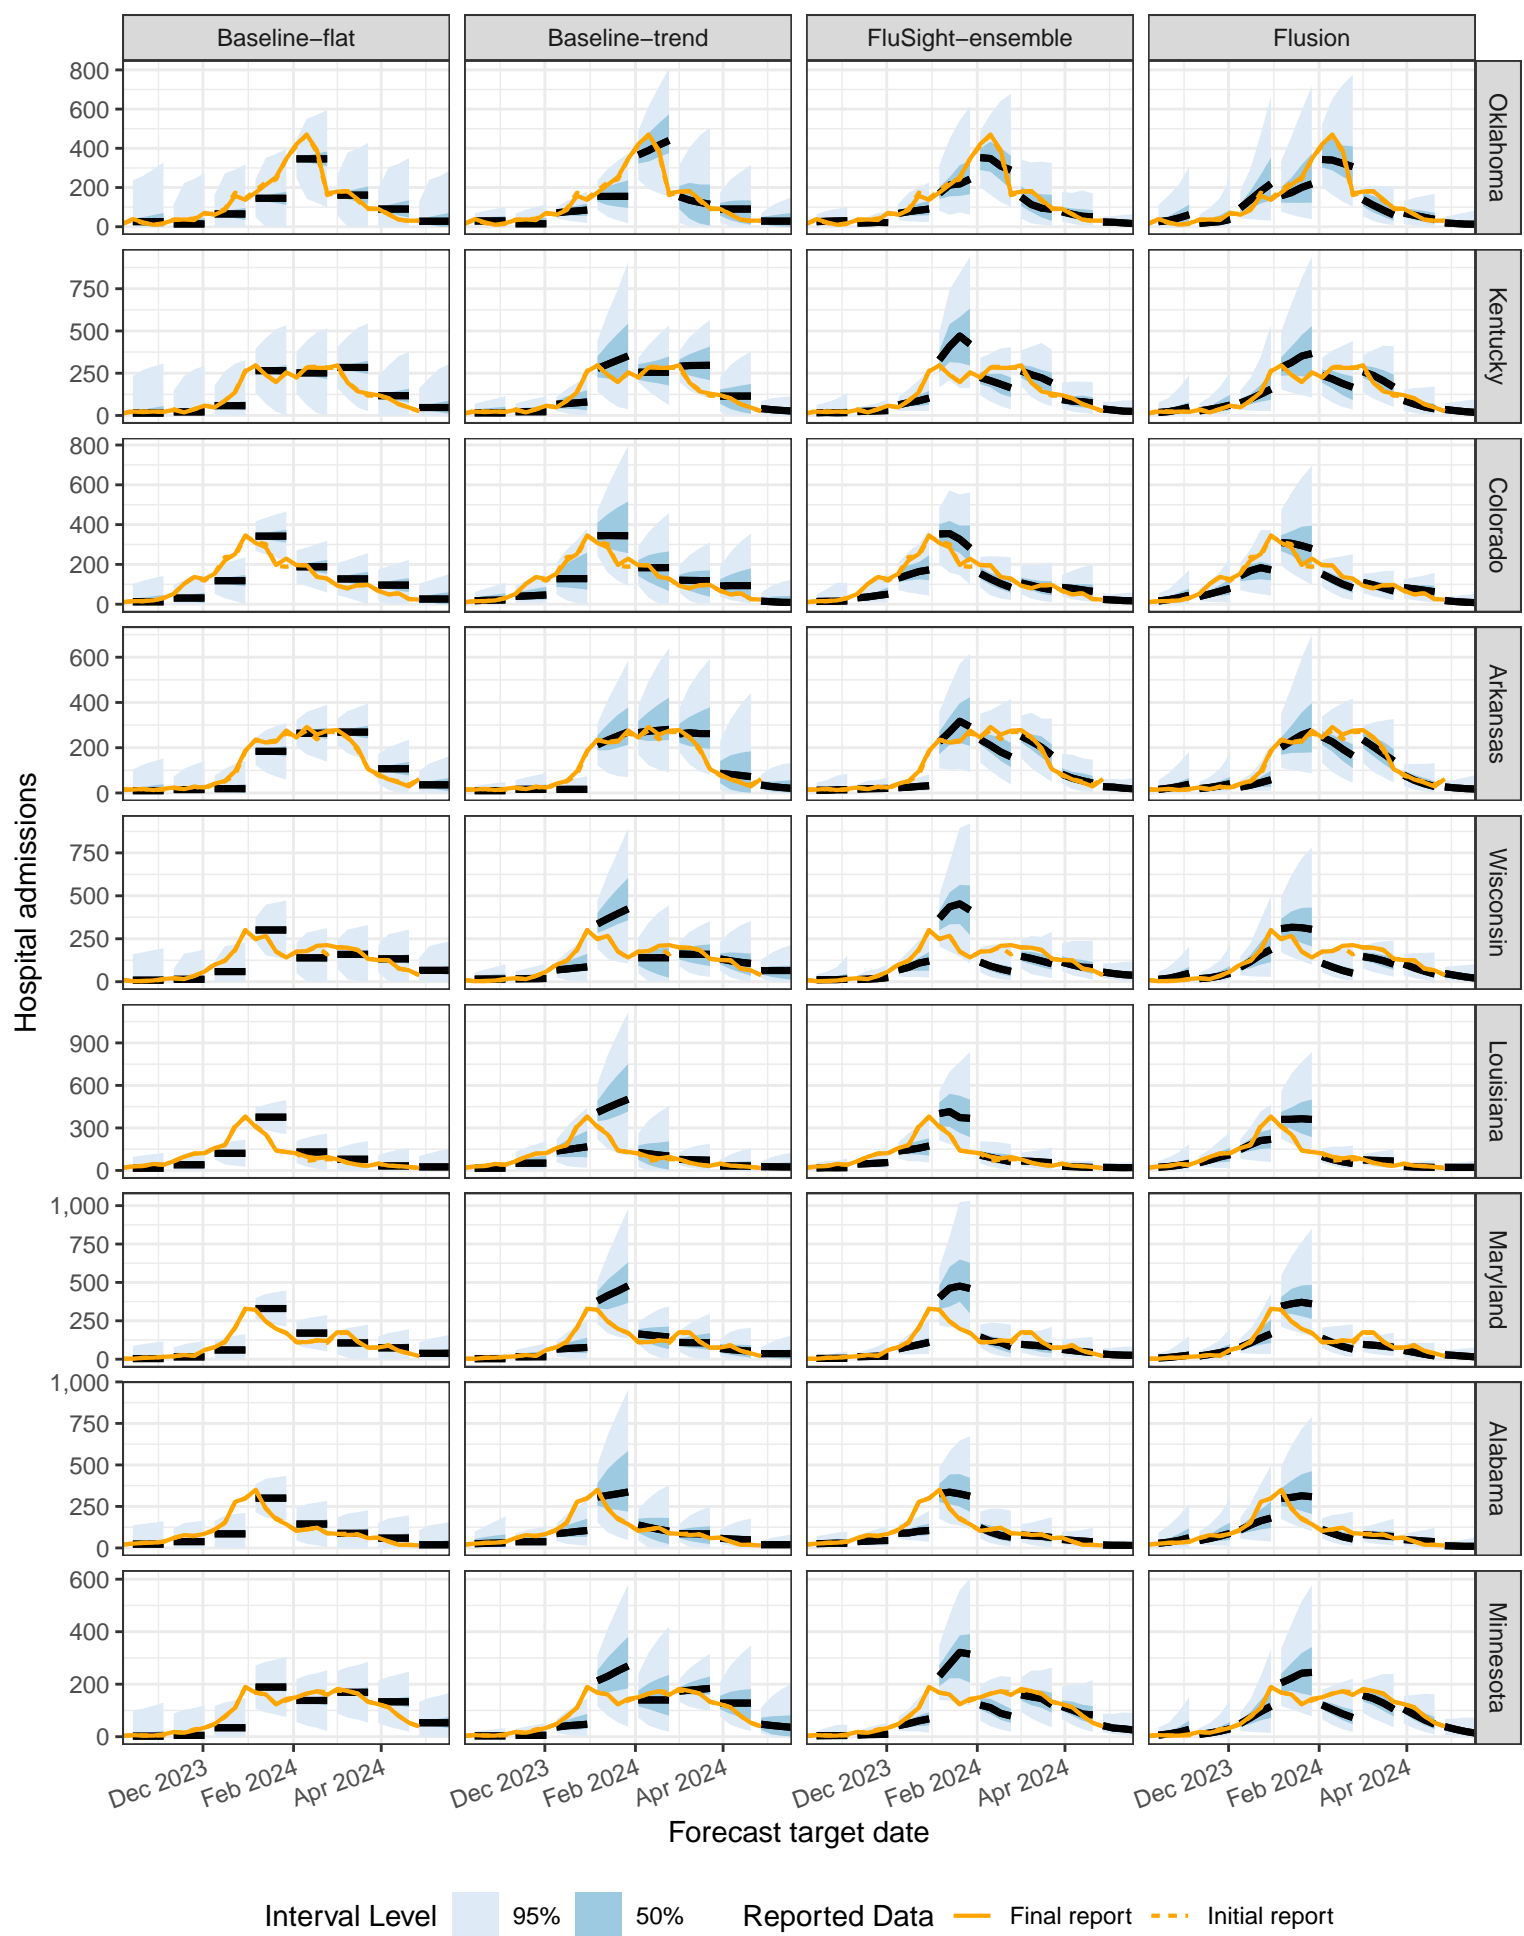 Baseline−flat Baseline−trend FluSight−ensemble Flusion
800
600
400
200
0
Oklahoma
750
500
250
0
Kentucky
800
600
400
200
0
Colorado
600
400
200
0
Arkansas
750
500
250
0
Wisconsin
900
600
300
0
Louisiana
1,000
750
500
250
0
Maryland
1,000
750
500
250
0
Alabama
600
400
200
0
Minnesota
Hospital admissions
Dec 2023 Feb 2024 Apr 2024 Dec 2023 Feb 2024 Apr 2024 Dec 2023 Feb 2024 Apr 2024 Dec 2023 Feb 2024 Apr 2024
Forecast target date
Interval Level 95% 50% Reported Data Final report Initial report